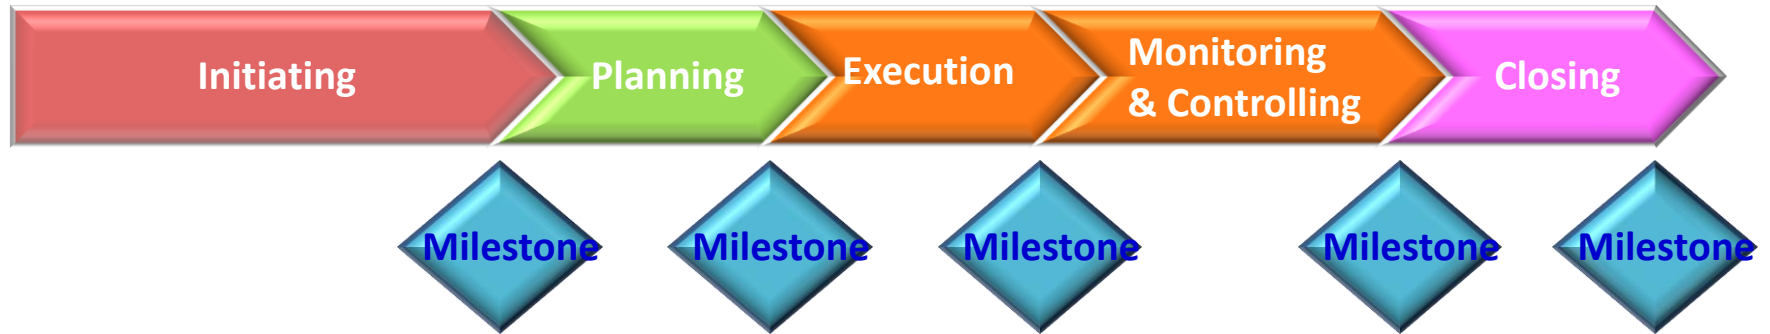 Initiating
Planning
Execution
Monitoring
& Controlling
Closing
Milestone
Milestone
Milestone
Milestone
Milestone